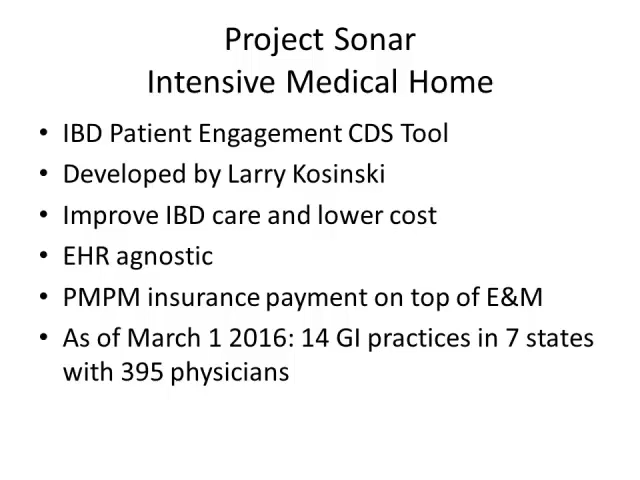 Project Sonar
Intensive Medical Home
• IBD Patient Engagement CDS Tool
• Developed by Larry Kosinski
• Improve IBD care and lower cost
• EHR agnostic
• PMPM insurance payment on top of E&M
• As of March 1 2016: 14 GI practices in 7 states
with 395 physicians